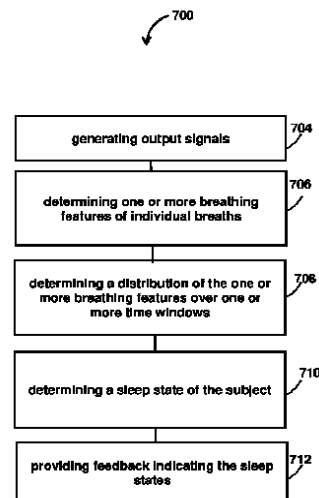 700
generating output signals
704
determining one or more breathing
features of individual breaths
706
determining a distribution of the one or
more breathing features over one or
more time windows
708
determining a sleep state of the subject
710
providing feedback indicating the sleep
states
712